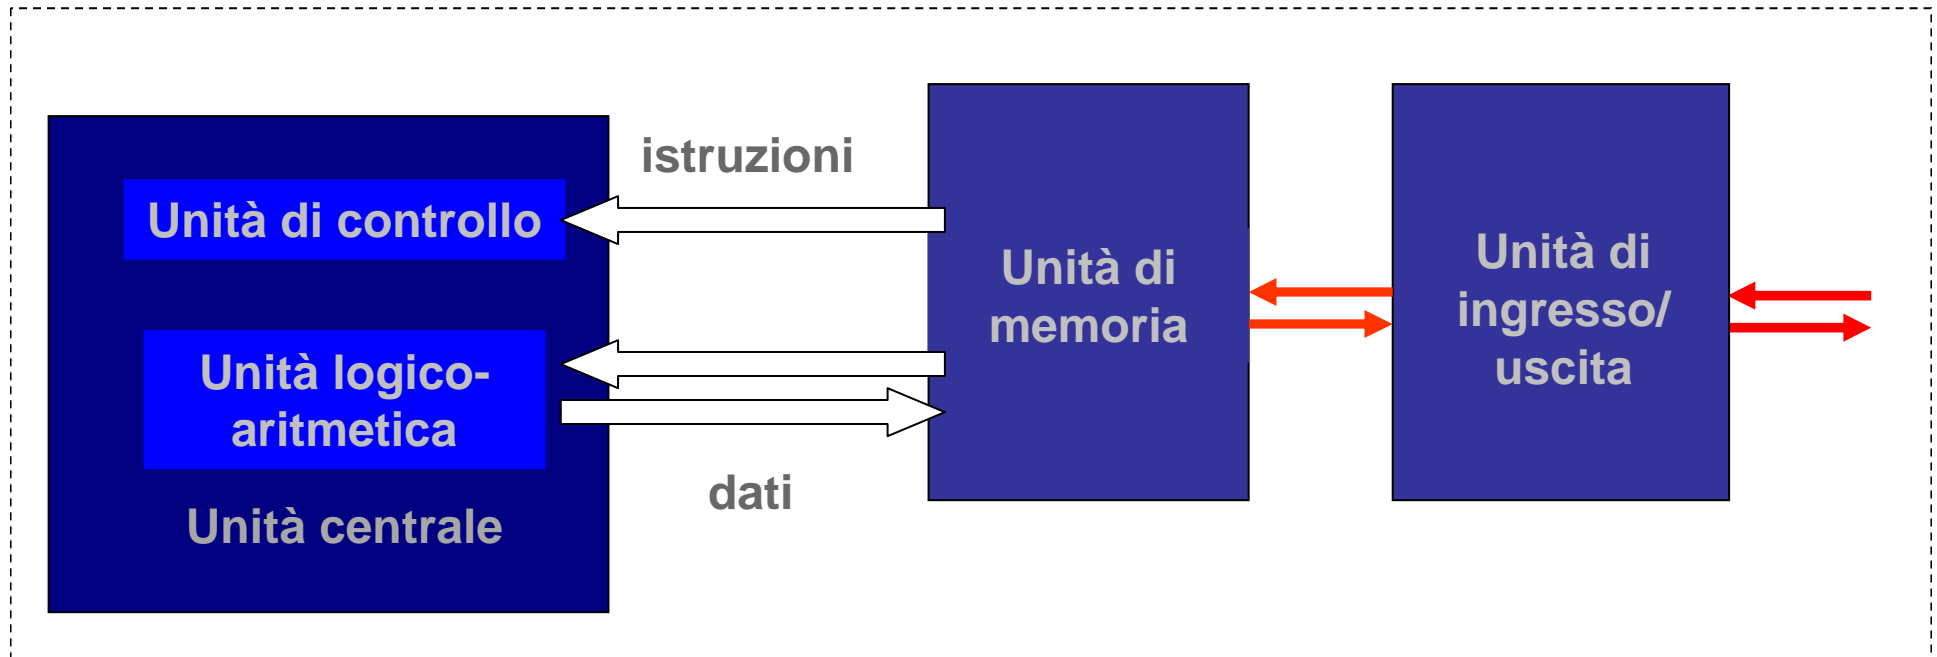 istruzioni
Unità di controllo
Unità logico-
aritmetica
Unità centrale
dati
Unità di
memoria
Unità di
ingresso/
uscita